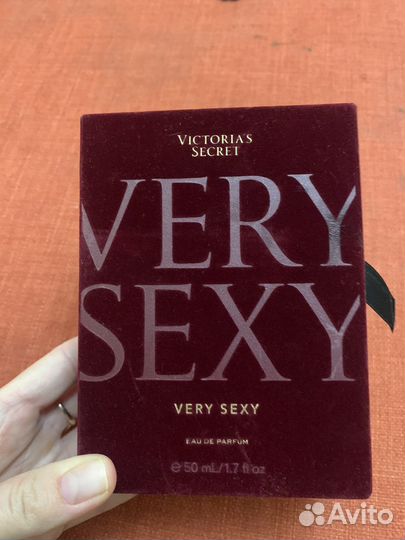 VICTORIA'S
SECRET
VERY
SEXY
VERY SEXY
EAU DE PARFUM
℮ 50 mL/1.7 fl oz
Avito